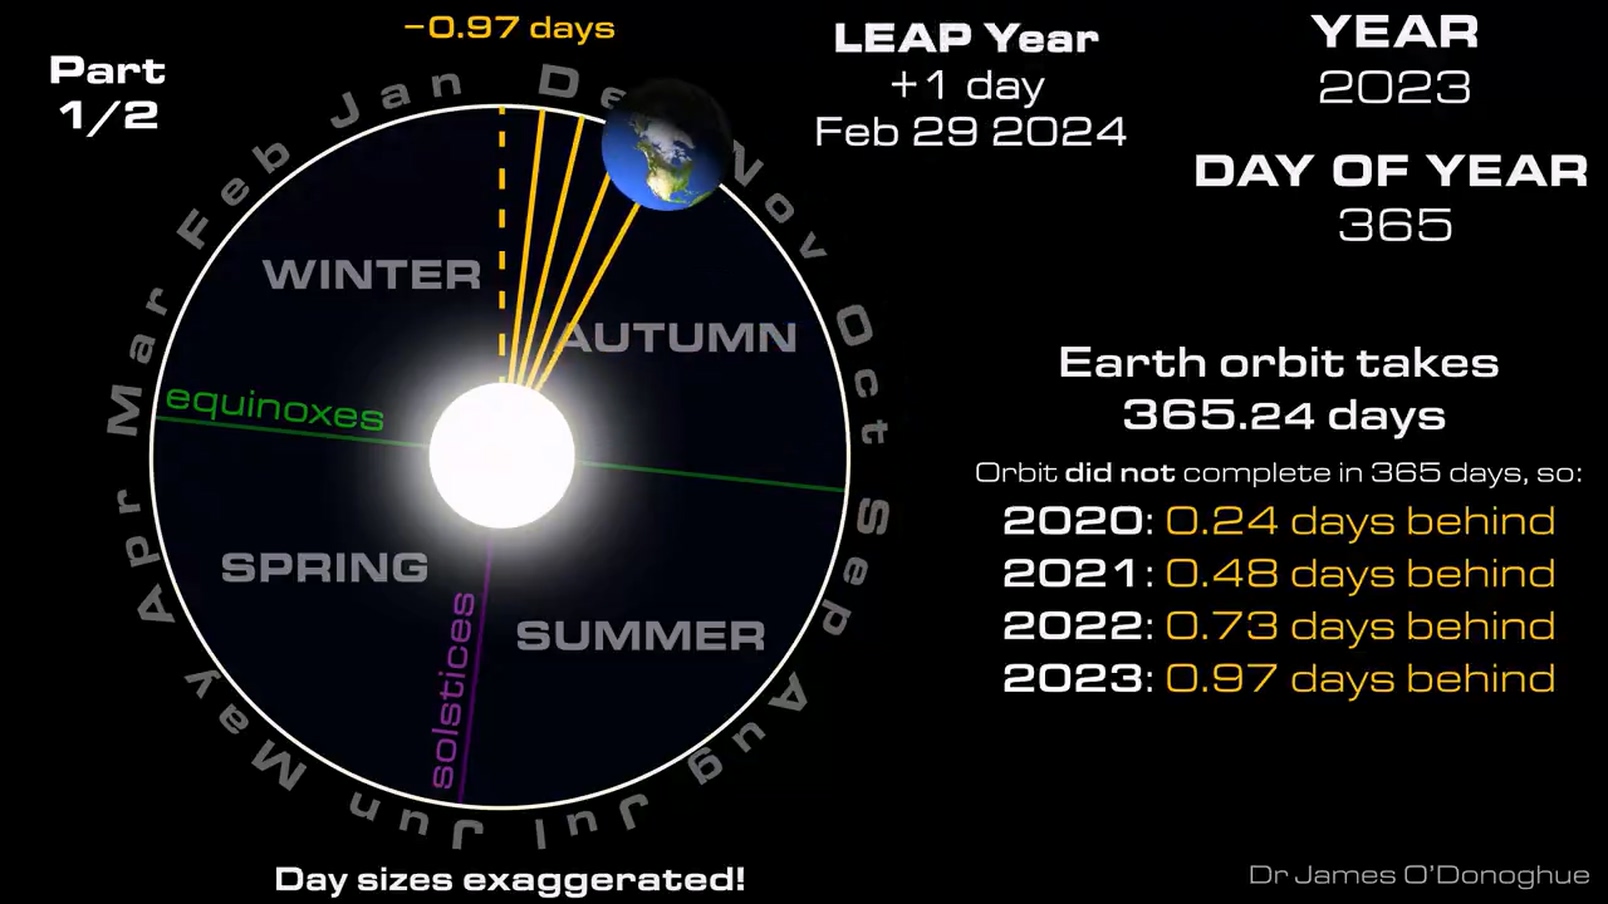 Part
1/2
−0.97 days
LEAP Year
+1 day
Feb 29 2024
YEAR
2023
DAY OF YEAR
365
Jan
Feb
Mar
Apr
May
Jun
Jul
Aug
Sep
Oct
Nov
De
WINTER
AUTUMN
equinoxes
SPRING
SUMMER
solstices
Earth orbit takes
365.24 days
Orbit did not complete in 365 days, so:
2020: 0.24 days behind
2021: 0.48 days behind
2022: 0.73 days behind
2023: 0.97 days behind
Day sizes exaggerated!
Dr James O'Donoghue